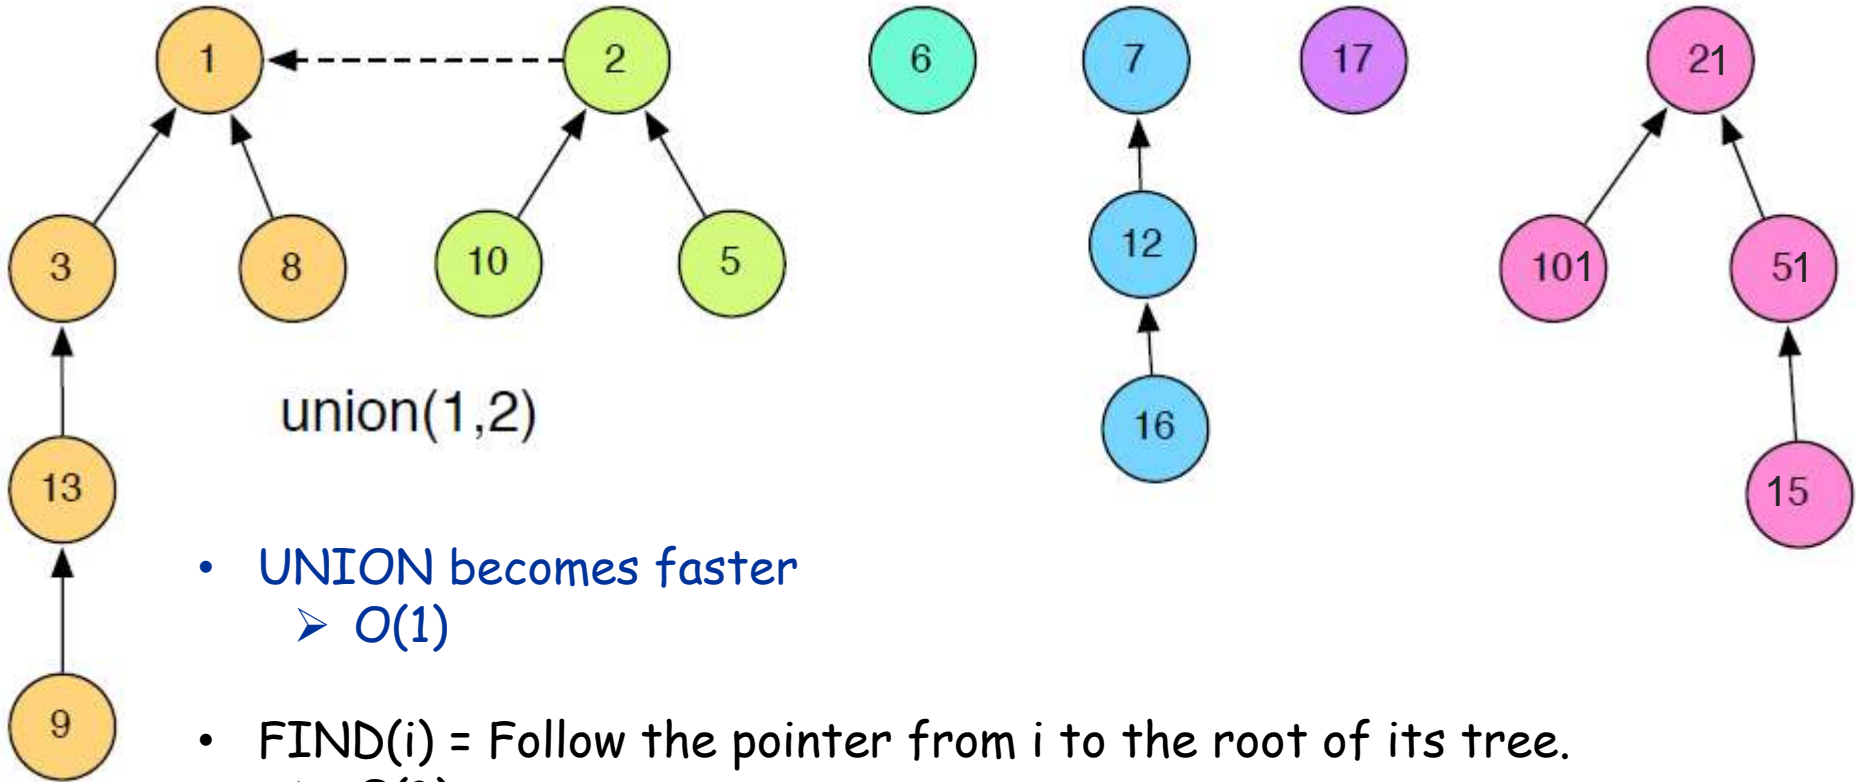 1 2 6 7 17 21
3 8 10 5 12 101 51
union(1,2)
16
13 15
• UNION becomes faster
➢ O(1)
9
• FIND(i) = Follow the pointer from i to the root of its tree.